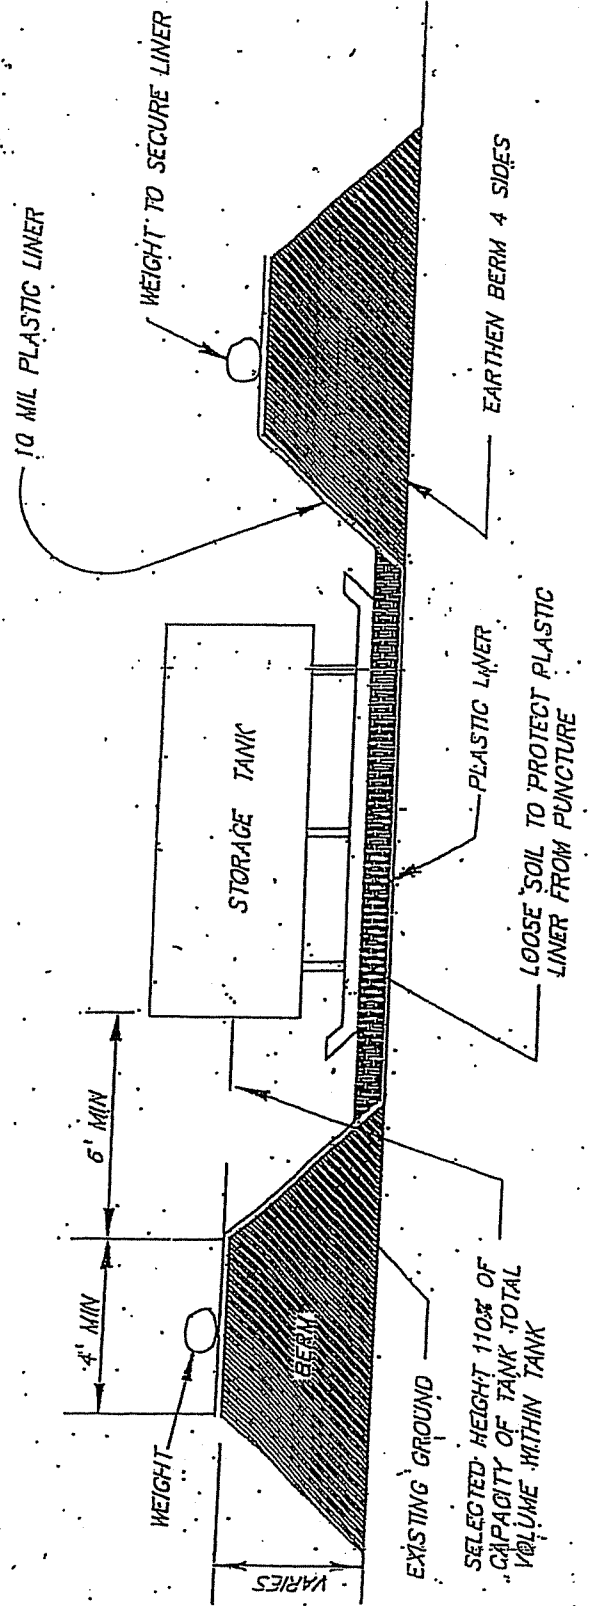 10 MIL PLASTIC LINER
WEIGHT TO SECURE LINER
6' MIN
4' MIN
WEIGHT
STORAGE TANK
BERM
VARIES
EARTHEN BERM 4 SIDES
PLASTIC LINER
LOOSE SOIL TO PROTECT PLASTIC
LINER FROM PUNCTURE
EXISTING GROUND
SELECTED HEIGHT 110% OF
CAPACITY OF TANK TOTAL
VOLUME WITHIN TANK